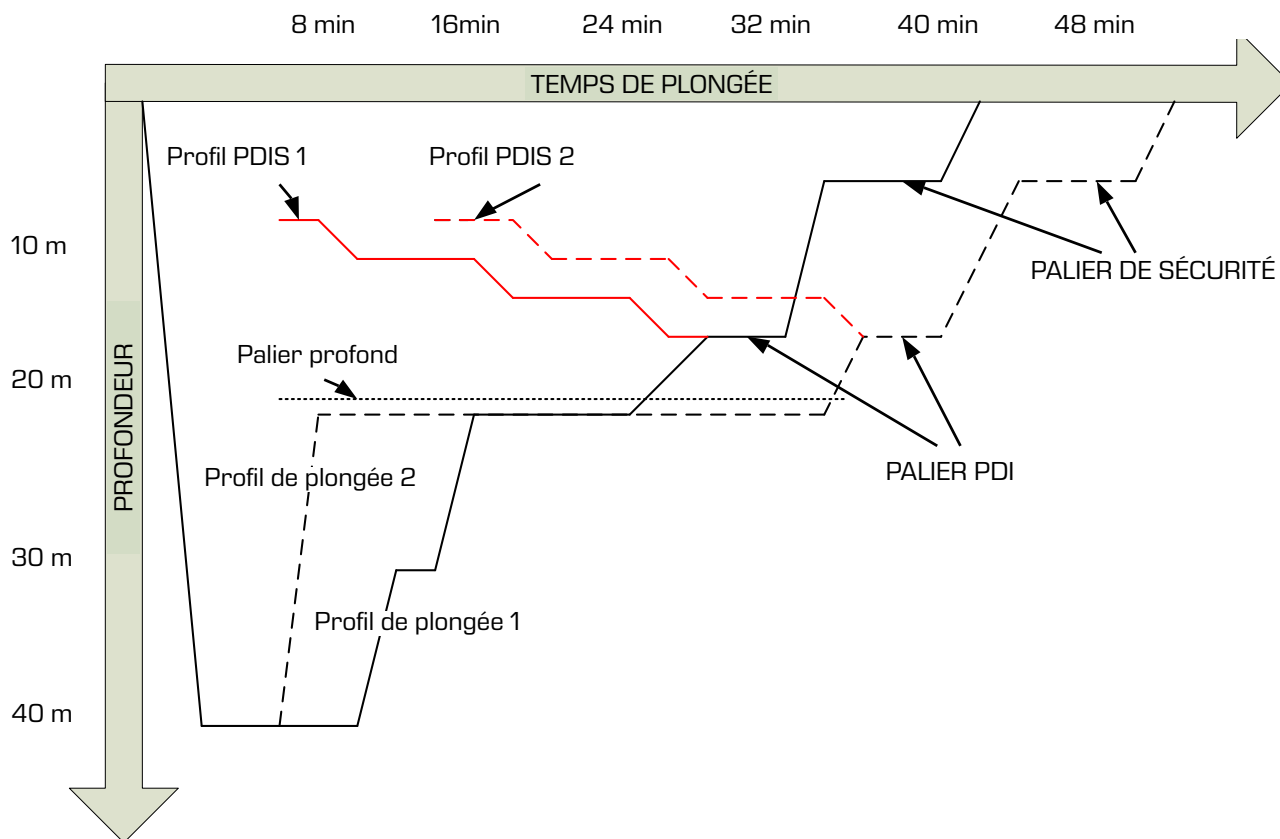 8 min
16min
24 min
32 min
40 min
48 min
TEMPS DE PLONGÉE
Profil PDIS 1
Profil PDIS 2
10 m
PALIER DE SÉCURITÉ
Palier profond
20 m
PROFONDEUR
Profil de plongée 2
PALIER PDI
30 m
Profil de plongée 1
40 m